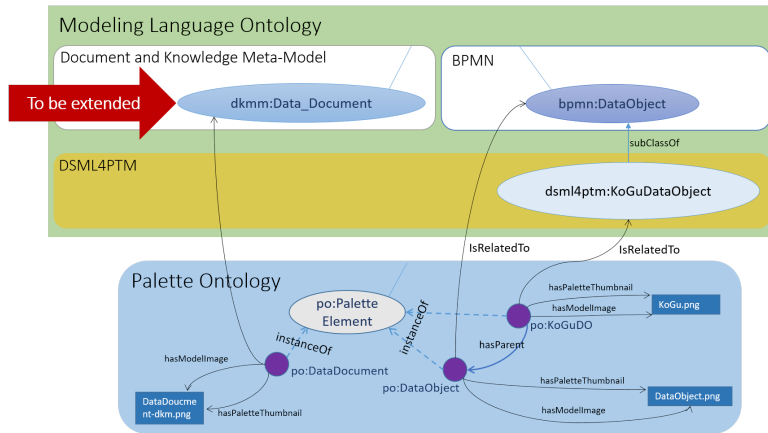 Modeling Language Ontology
Document and Knowledge Meta-Model
BPMN
To be extended
dkmm:Data_Document
bpmn:DataObject
subClassOf
DSML4PTM
dsml4ptm:KoGuDataObject
IsRelatedTo
IsRelatedTo
Palette Ontology
po:Palette
Element
hasPaletteThumbnail
KoGu.png
hasModelImage
po:KoGuDO
instanceOf
instanceOf
hasParent
hasModelImage
po:DataDocument
po:DataObject
hasPaletteThumbnail
DataObject.png
DataDoucme
nt-dkm.png
hasPaletteThumbnail
hasModelImage